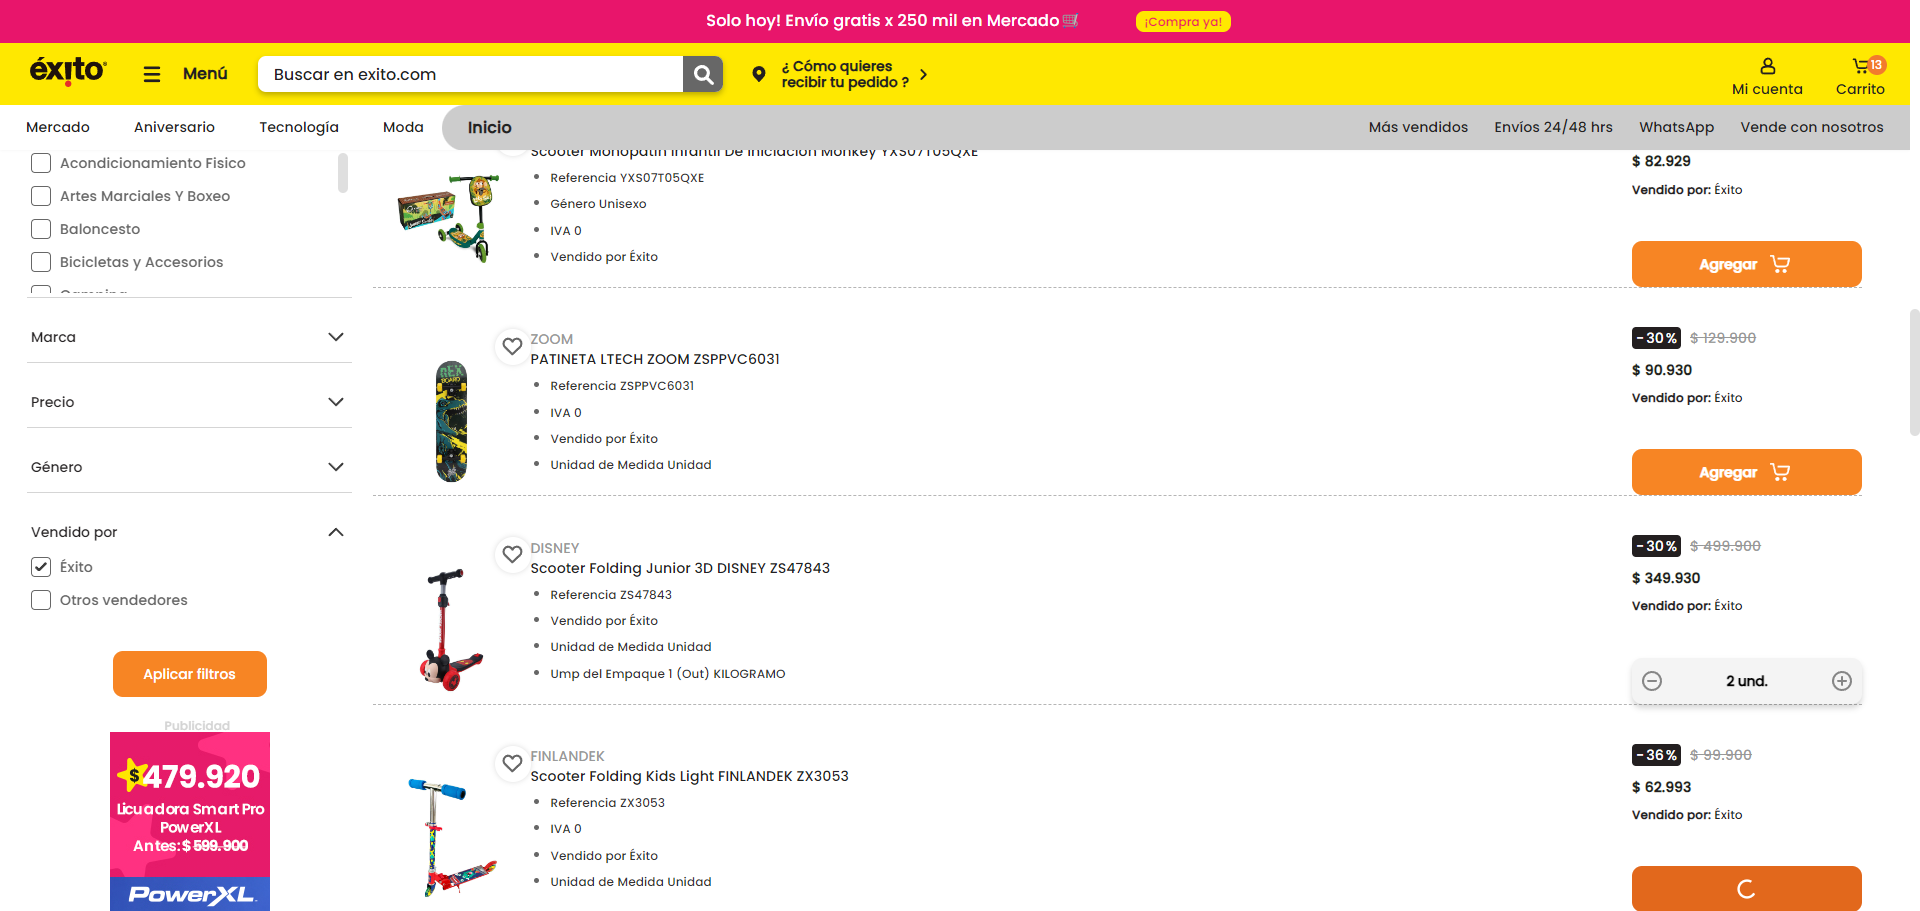 Solo hoy! Envío gratis x 250 mil en Mercado
¡Compra ya!
éxito
Menú
Buscar en exito.com
¿ Cómo quieres
recibir tu pedido ?
Mi cuenta
13
Carrito
Mercado
Aniversario
Tecnología
Moda
Inicio
Más vendidos
Envíos 24/48 hrs
WhatsApp
Vende con nosotros
Acondicionamiento Fisico
Artes Marciales Y Boxeo
Baloncesto
Bicicletas y Accesorios
Camping
Marca
Precio
Género
Vendido por
Éxito
Otros vendedores
Aplicar filtros
Publicidad
$479.920
Licuadora Smart Pro
PowerXL
Antes: $ 599.900
PowerXL
Scooter Monopatin Infantil De Iniciacion Monkey YXS07T05QXE
Referencia YXS07T05QXE
Género Unisexo
IVA 0
Vendido por Éxito
$ 82.929
Vendido por: Éxito
Agregar
ZOOM
PATINETA LTECH ZOOM ZSPPVC6031
Referencia ZSPPVC6031
IVA 0
Vendido por Éxito
Unidad de Medida Unidad
-30% $ 129.900
$ 90.930
Vendido por: Éxito
Agregar
DISNEY
Scooter Folding Junior 3D DISNEY ZS47843
Referencia ZS47843
Vendido por Éxito
Unidad de Medida Unidad
Ump del Empaque 1 (Out) KILOGRAMO
-30% $ 499.900
$ 349.930
Vendido por: Éxito
2 und.
FINLANDEK
Scooter Folding Kids Light FINLANDEK ZX3053
Referencia ZX3053
IVA 0
Vendido por Éxito
Unidad de Medida Unidad
-36% $ 99.900
$ 62.993
Vendido por: Éxito